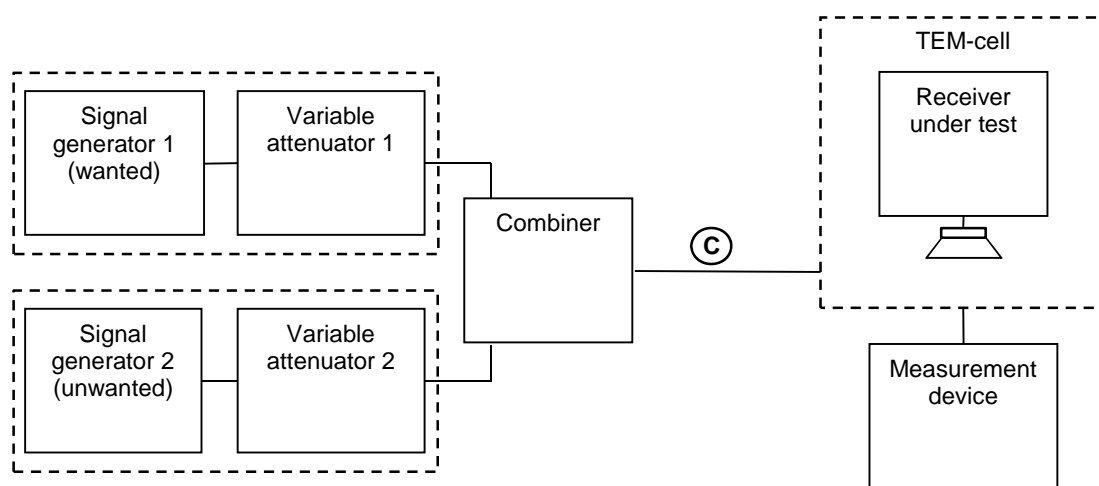 TEM-cell
Signal
generator 1
(wanted)
Variable
attenuator 1
Receiver
under test
Combiner
C
Signal
generator 2
(unwanted)
Variable
attenuator 2
Measurement
device